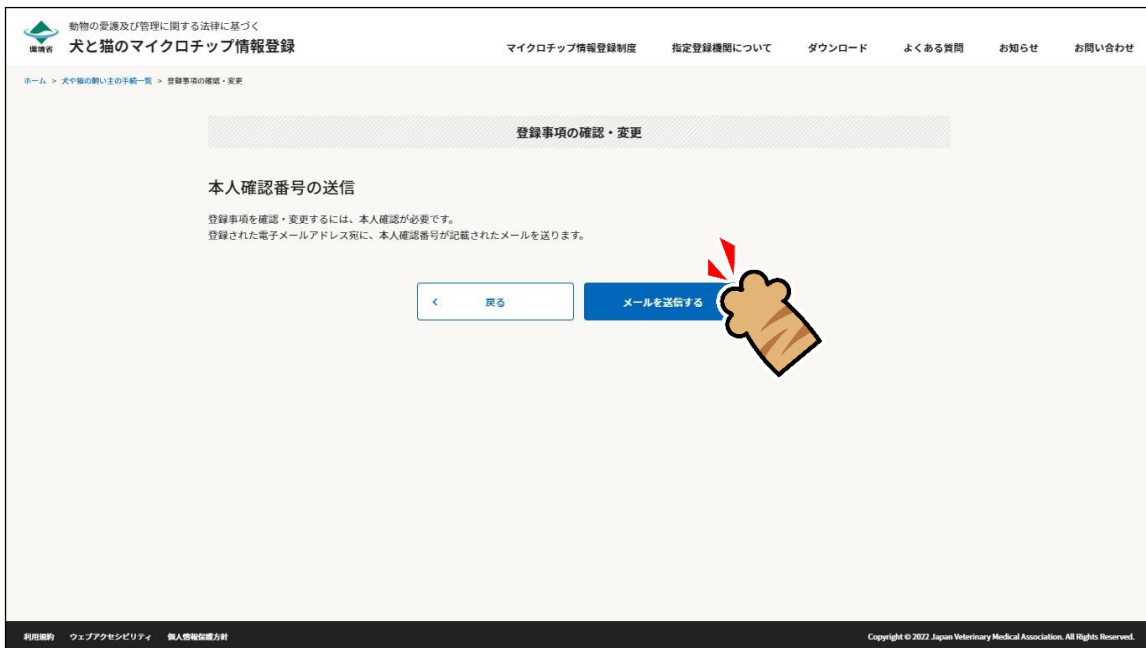 動物の愛護及び管理に関する法律に基づく
環境省 犬と猫のマイクロチップ情報登録
マイクロチップ情報登録制度 指定登録機関について ダウンロード よくある質問 お知らせ お問い合わせ
ホーム > 犬や猫の飼い主の手続一覧 > 登録事項の確認・変更
登録事項の確認・変更
本人確認番号の送信
登録事項を確認・変更するには、本人確認が必要です。
登録された電子メールアドレス宛に、本人確認番号が記載されたメールを送ります。
< 戻る メールを送信する
利用規約 ウェブアクセシビリティ 個人情報保護方針 Copyright © 2022 Japan Veterinary Medical Association. All Rights Reserved.